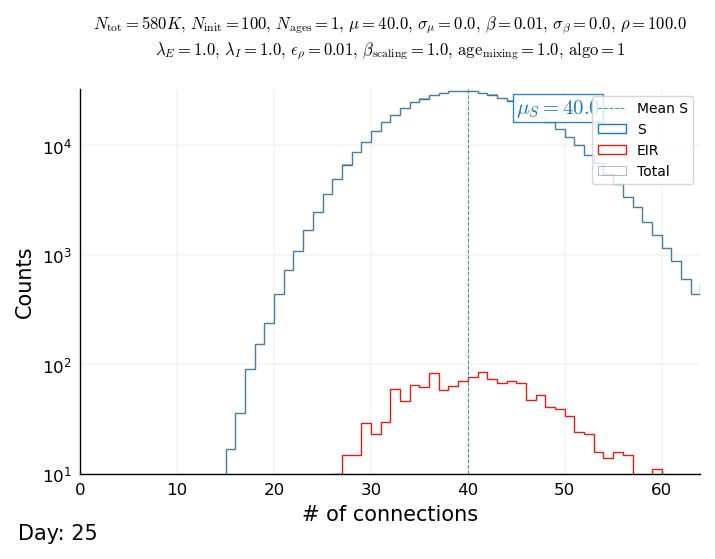 N_tot = 580K, N_init = 100, N_ages = 1, μ = 40.0, σ_μ = 0.0, β = 0.01, σ_β = 0.0, ρ = 100.0
λ_E = 1.0, λ_I = 1.0, ϵ_ρ = 0.01, β_scaling = 1.0, age_mixing = 1.0, algo = 1
μ_S = 40.0
Mean S
S
EIR
Total
10^4
10^3
10^2
10^1
Counts
0 10 20 30 40 50 60
# of connections
Day: 25